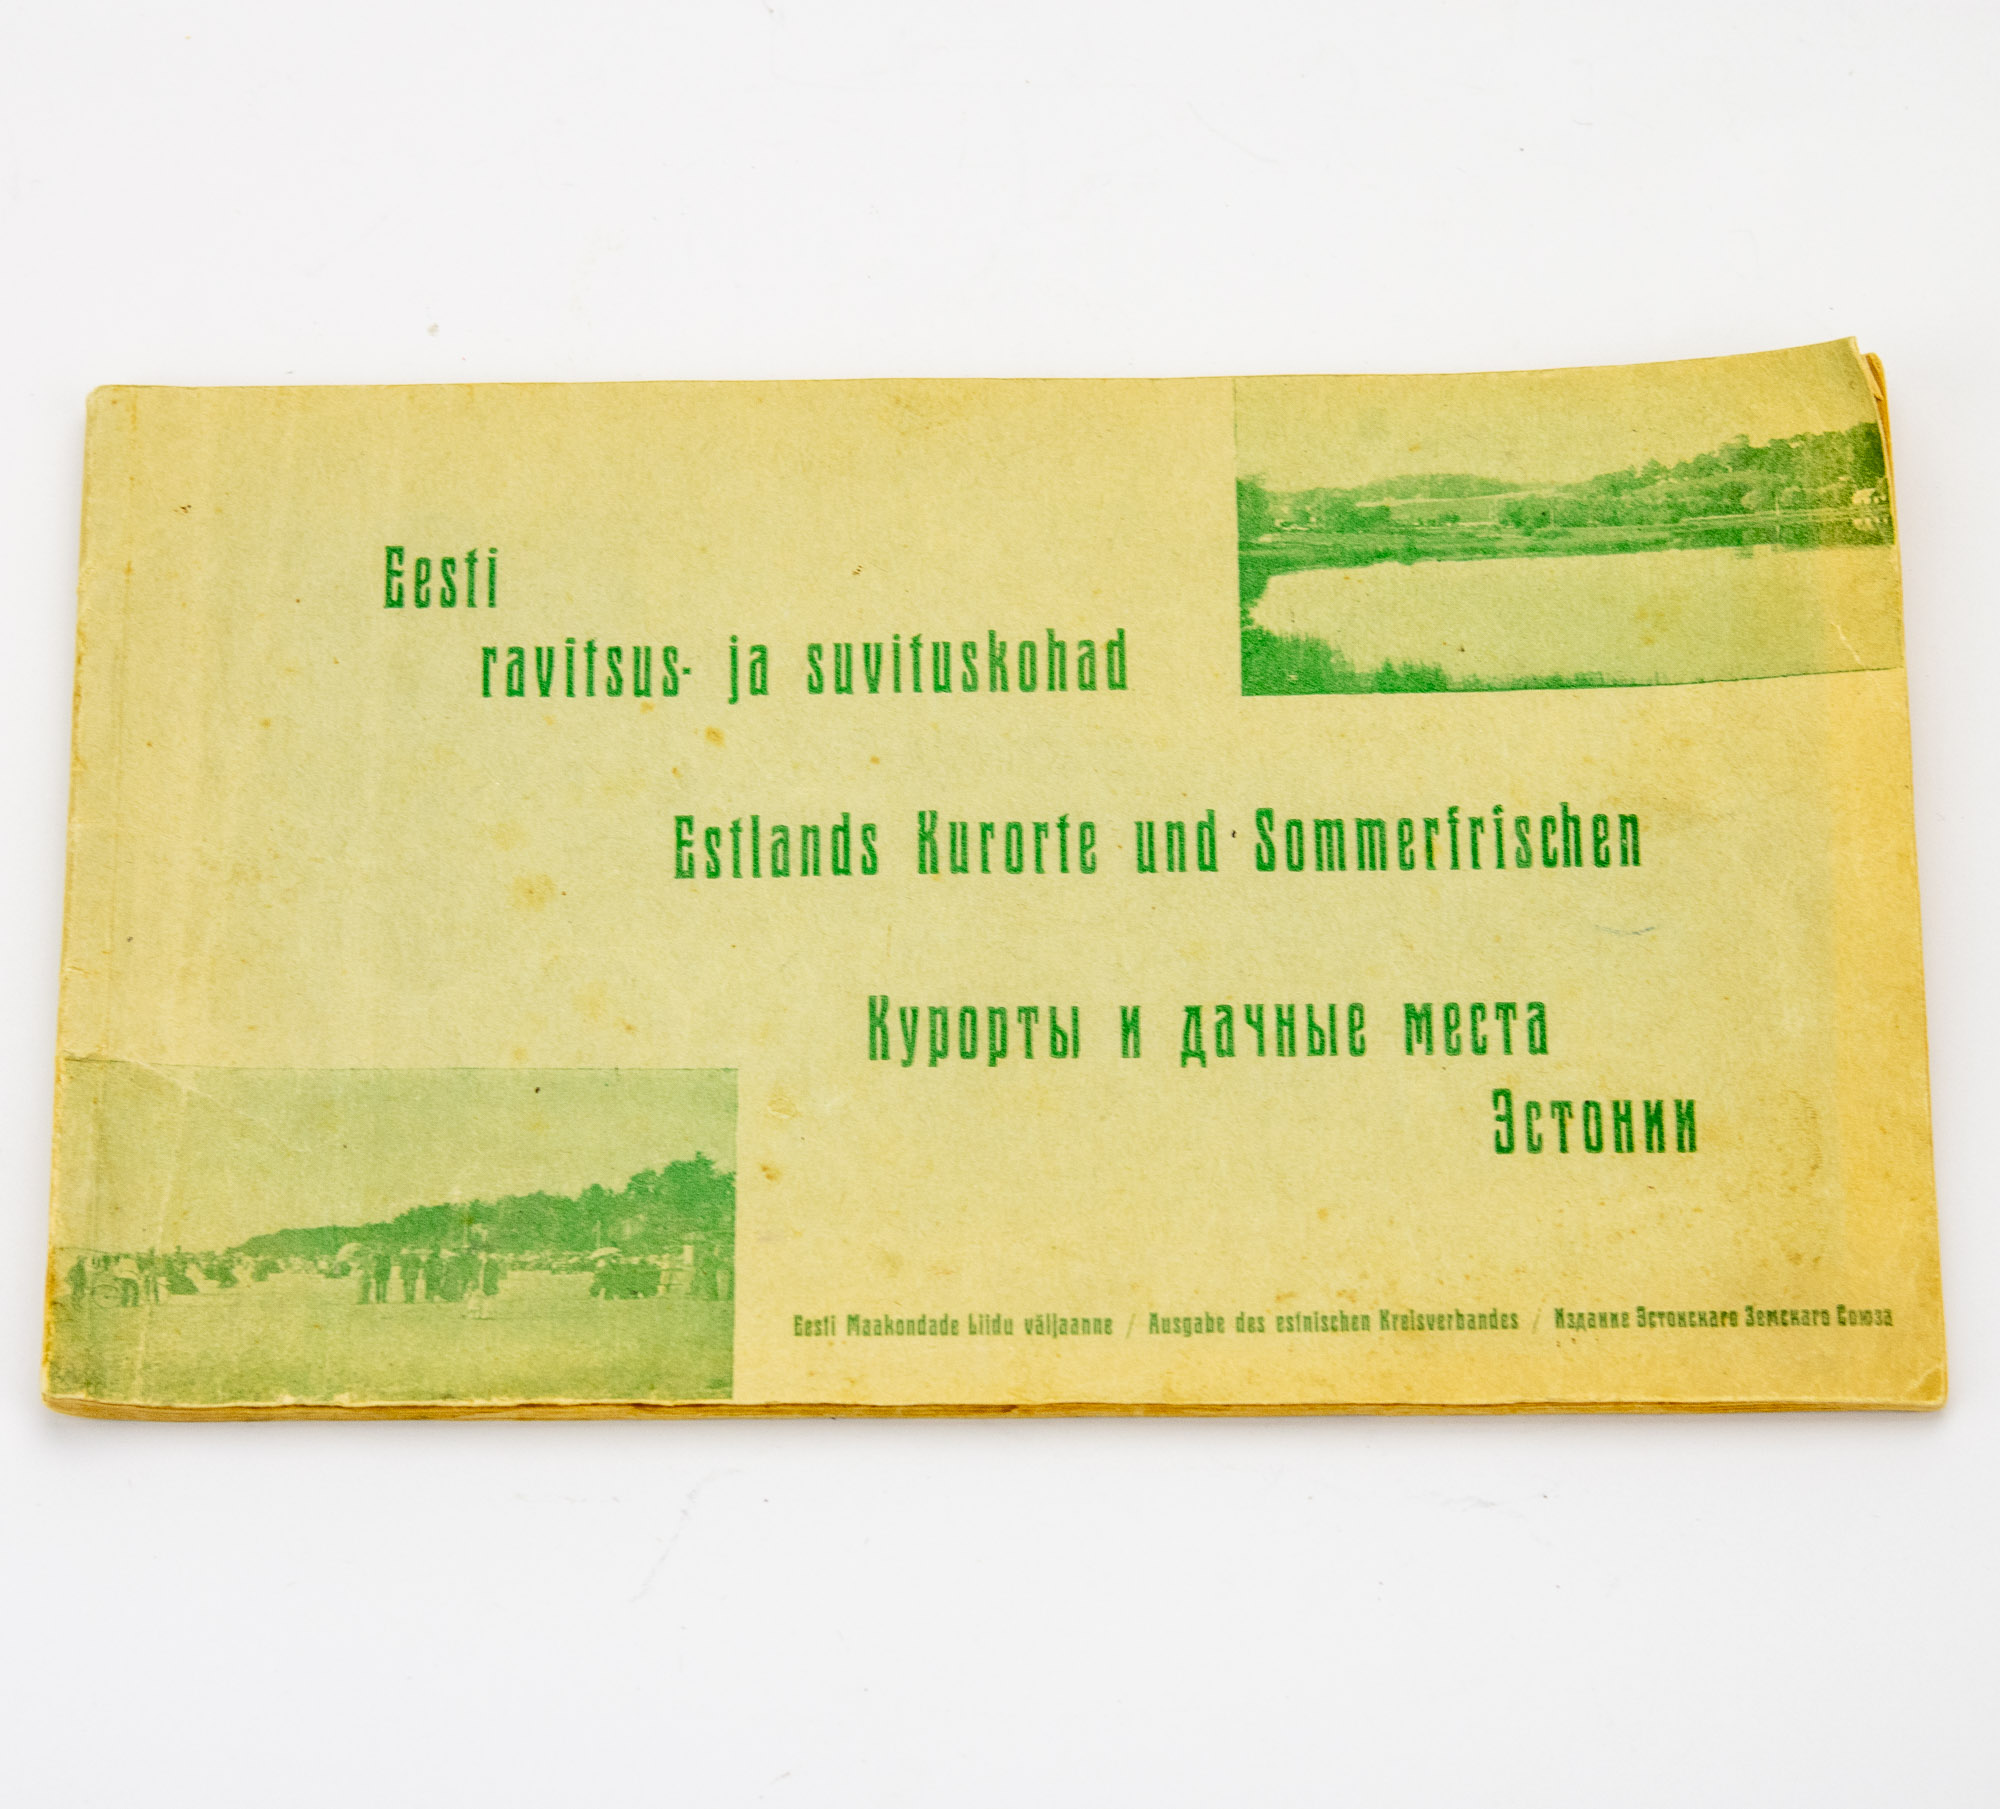 Eesti
ravitsus- ja suvituskohad
Estlands Kurorte und Sommerfrischen
Курорты и дачные места
Эстонии
Eesti Maakondade Liidu väljaanne / Ausgabe des estnischen Kreisverbandes / Издание Эстонскаго Земскаго Союза